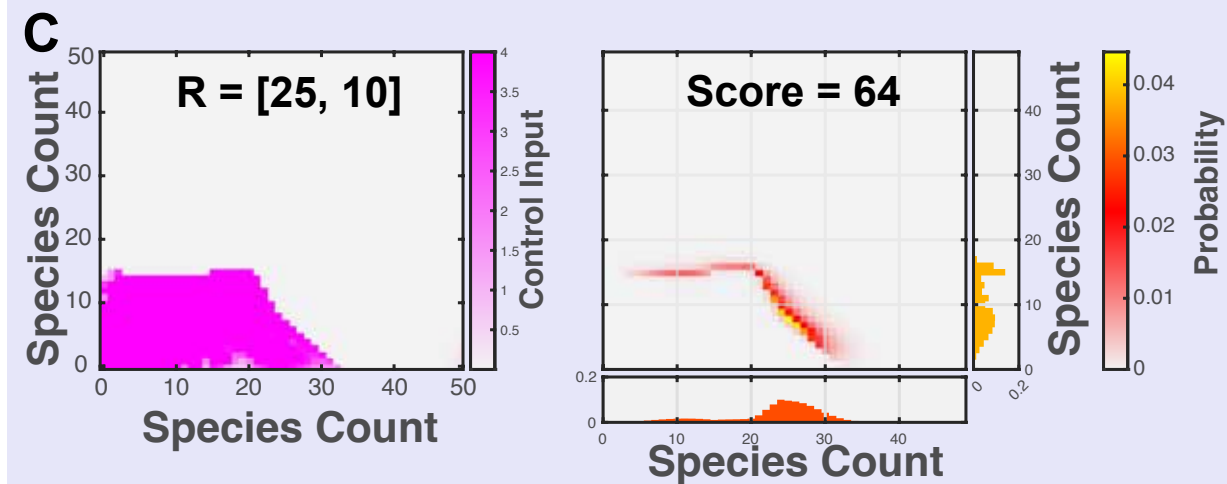 C
R = [25, 10]
Score = 64
50
40
30
20
10
0
Species Count
0 10 20 30 40 50
Species Count
4
3.5
3
2.5
2
1.5
1
0.5
Control Input
40
30
20
10
0
Species Count
0 0.2
0.2
0
0 10 20 30 40
Species Count
0.04
0.03
0.02
0.01
0
Probability